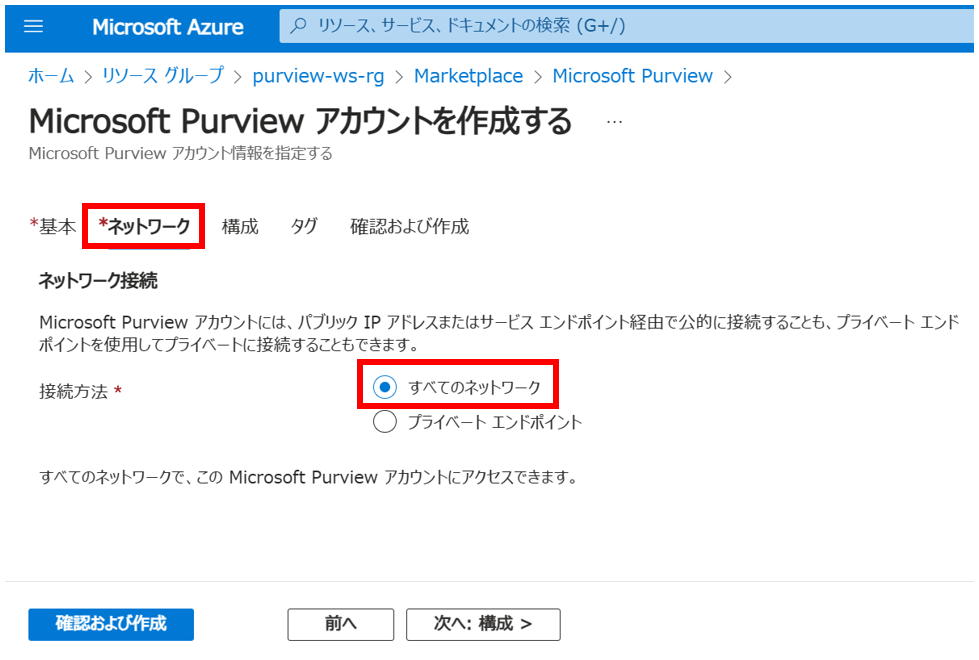 Microsoft Azure
リソース、サービス、ドキュメントの検索 (G+/)
ホーム > リソース グループ > purview-ws-rg > Marketplace > Microsoft Purview >
Microsoft Purview アカウントを作成する ...
Microsoft Purview アカウント情報を指定する
*基本 *ネットワーク 構成 タグ 確認および作成
ネットワーク接続
Microsoft Purview アカウントには、パブリック IP アドレスまたはサービス エンドポイント経由で公的に接続することも、プライベート エンド
ポイントを使用してプライベートに接続することもできます。
接続方法 *
すべてのネットワーク
プライベート エンドポイント
すべてのネットワークで、この Microsoft Purview アカウントにアクセスできます。
確認および作成 前へ 次へ: 構成 >